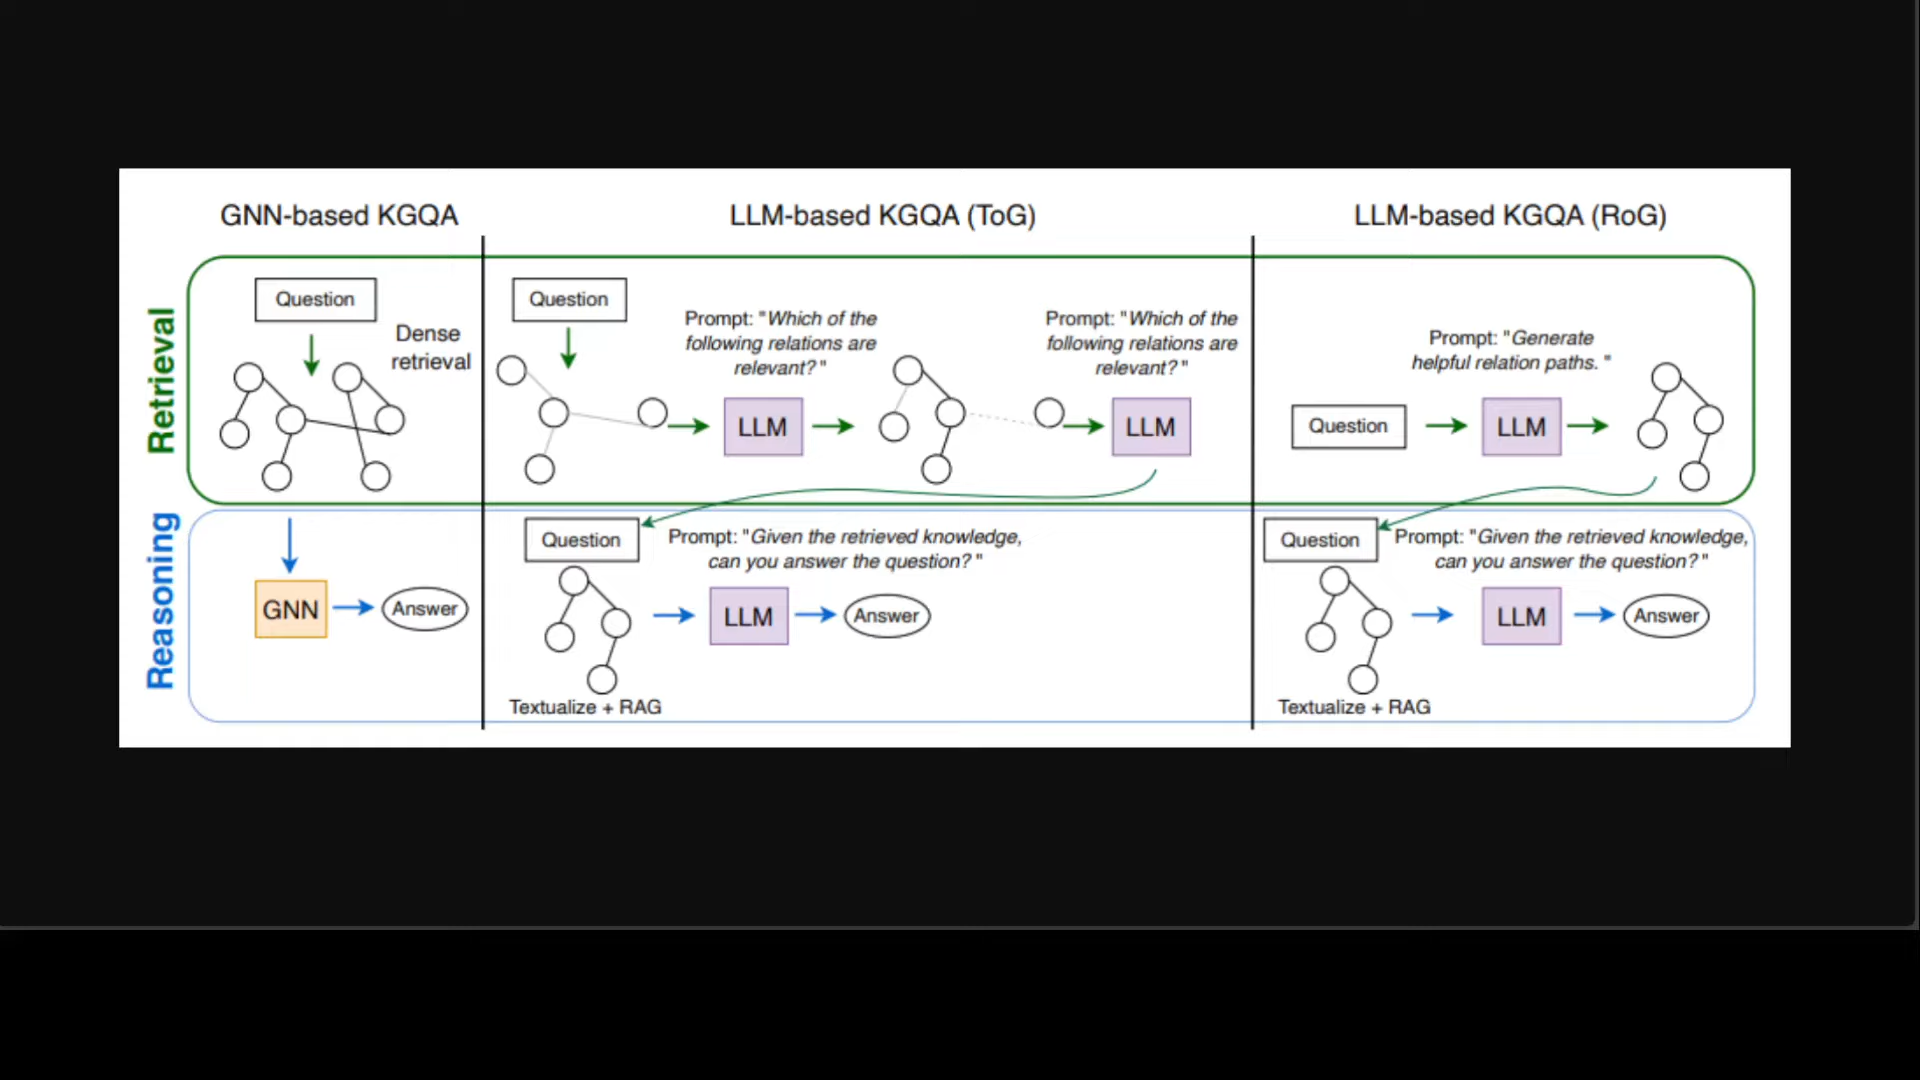 GNN-based KGQA
LLM-based KGQA (ToG)
LLM-based KGQA (RoG)
Retrieval
Question
Dense
retrieval
Question
Prompt: "Which of the
following relations are
relevant?"
LLM
Prompt: "Which of the
following relations are
relevant?"
LLM
Prompt: "Generate
helpful relation paths."
Question
LLM
Reasoning
GNN
Answer
Question
Prompt: "Given the retrieved knowledge,
can you answer the question?"
LLM
Answer
Textualize + RAG
Question
Prompt: "Given the retrieved knowledge,
can you answer the question?"
LLM
Answer
Textualize + RAG